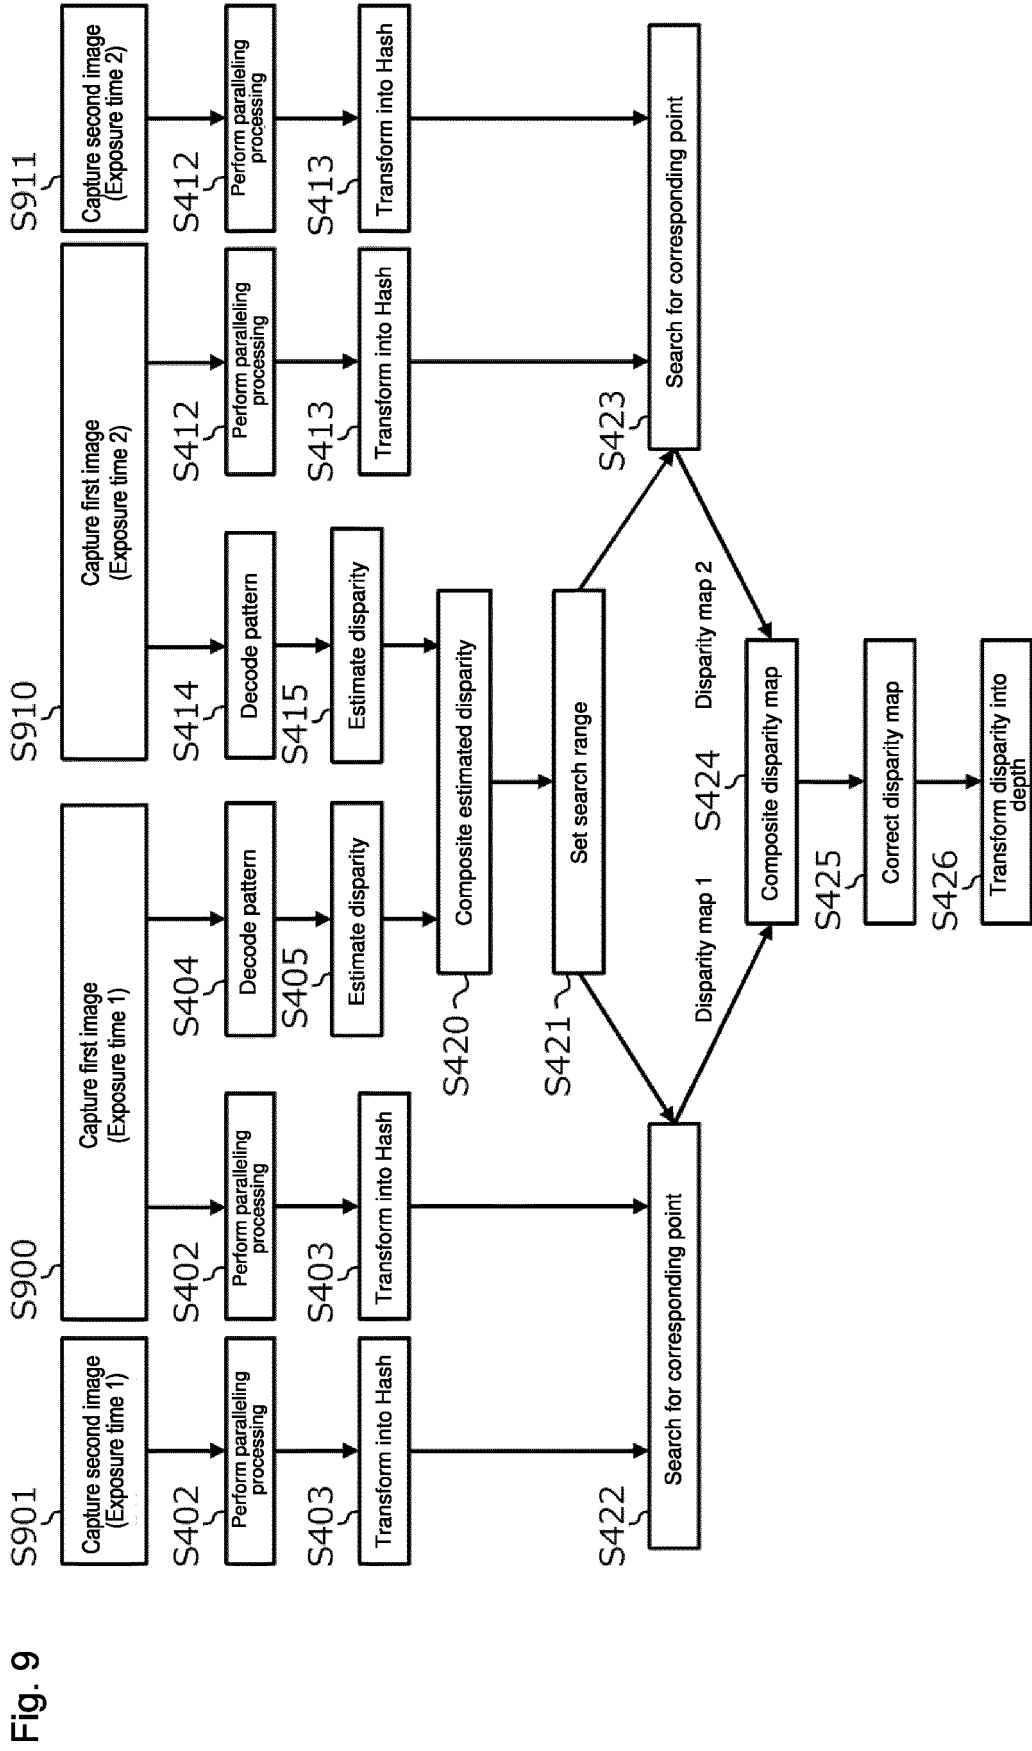 Fig. 9
S901
Capture second image
(Exposure time 1)
S900
Capture first image
(Exposure time 1)
S910
Capture first image
(Exposure time 2)
S911
Capture second image
(Exposure time 2)
S402
Perform paralleling
processing
S402
Perform paralleling
processing
S404
Decode pattern
S414
Decode pattern
S412
Perform paralleling
processing
S412
Perform paralleling
processing
S403
Transform into Hash
S403
Transform into Hash
S405
Estimate disparity
S415
Estimate disparity
S413
Transform into Hash
S413
Transform into Hash
S420
Composite estimated disparity
S421
Set search range
S422
Search for corresponding point
S423
Search for corresponding point
Disparity map 1
Disparity map 2
S424
Composite disparity map
S425
Correct disparity map
S426
Transform disparity into
depth